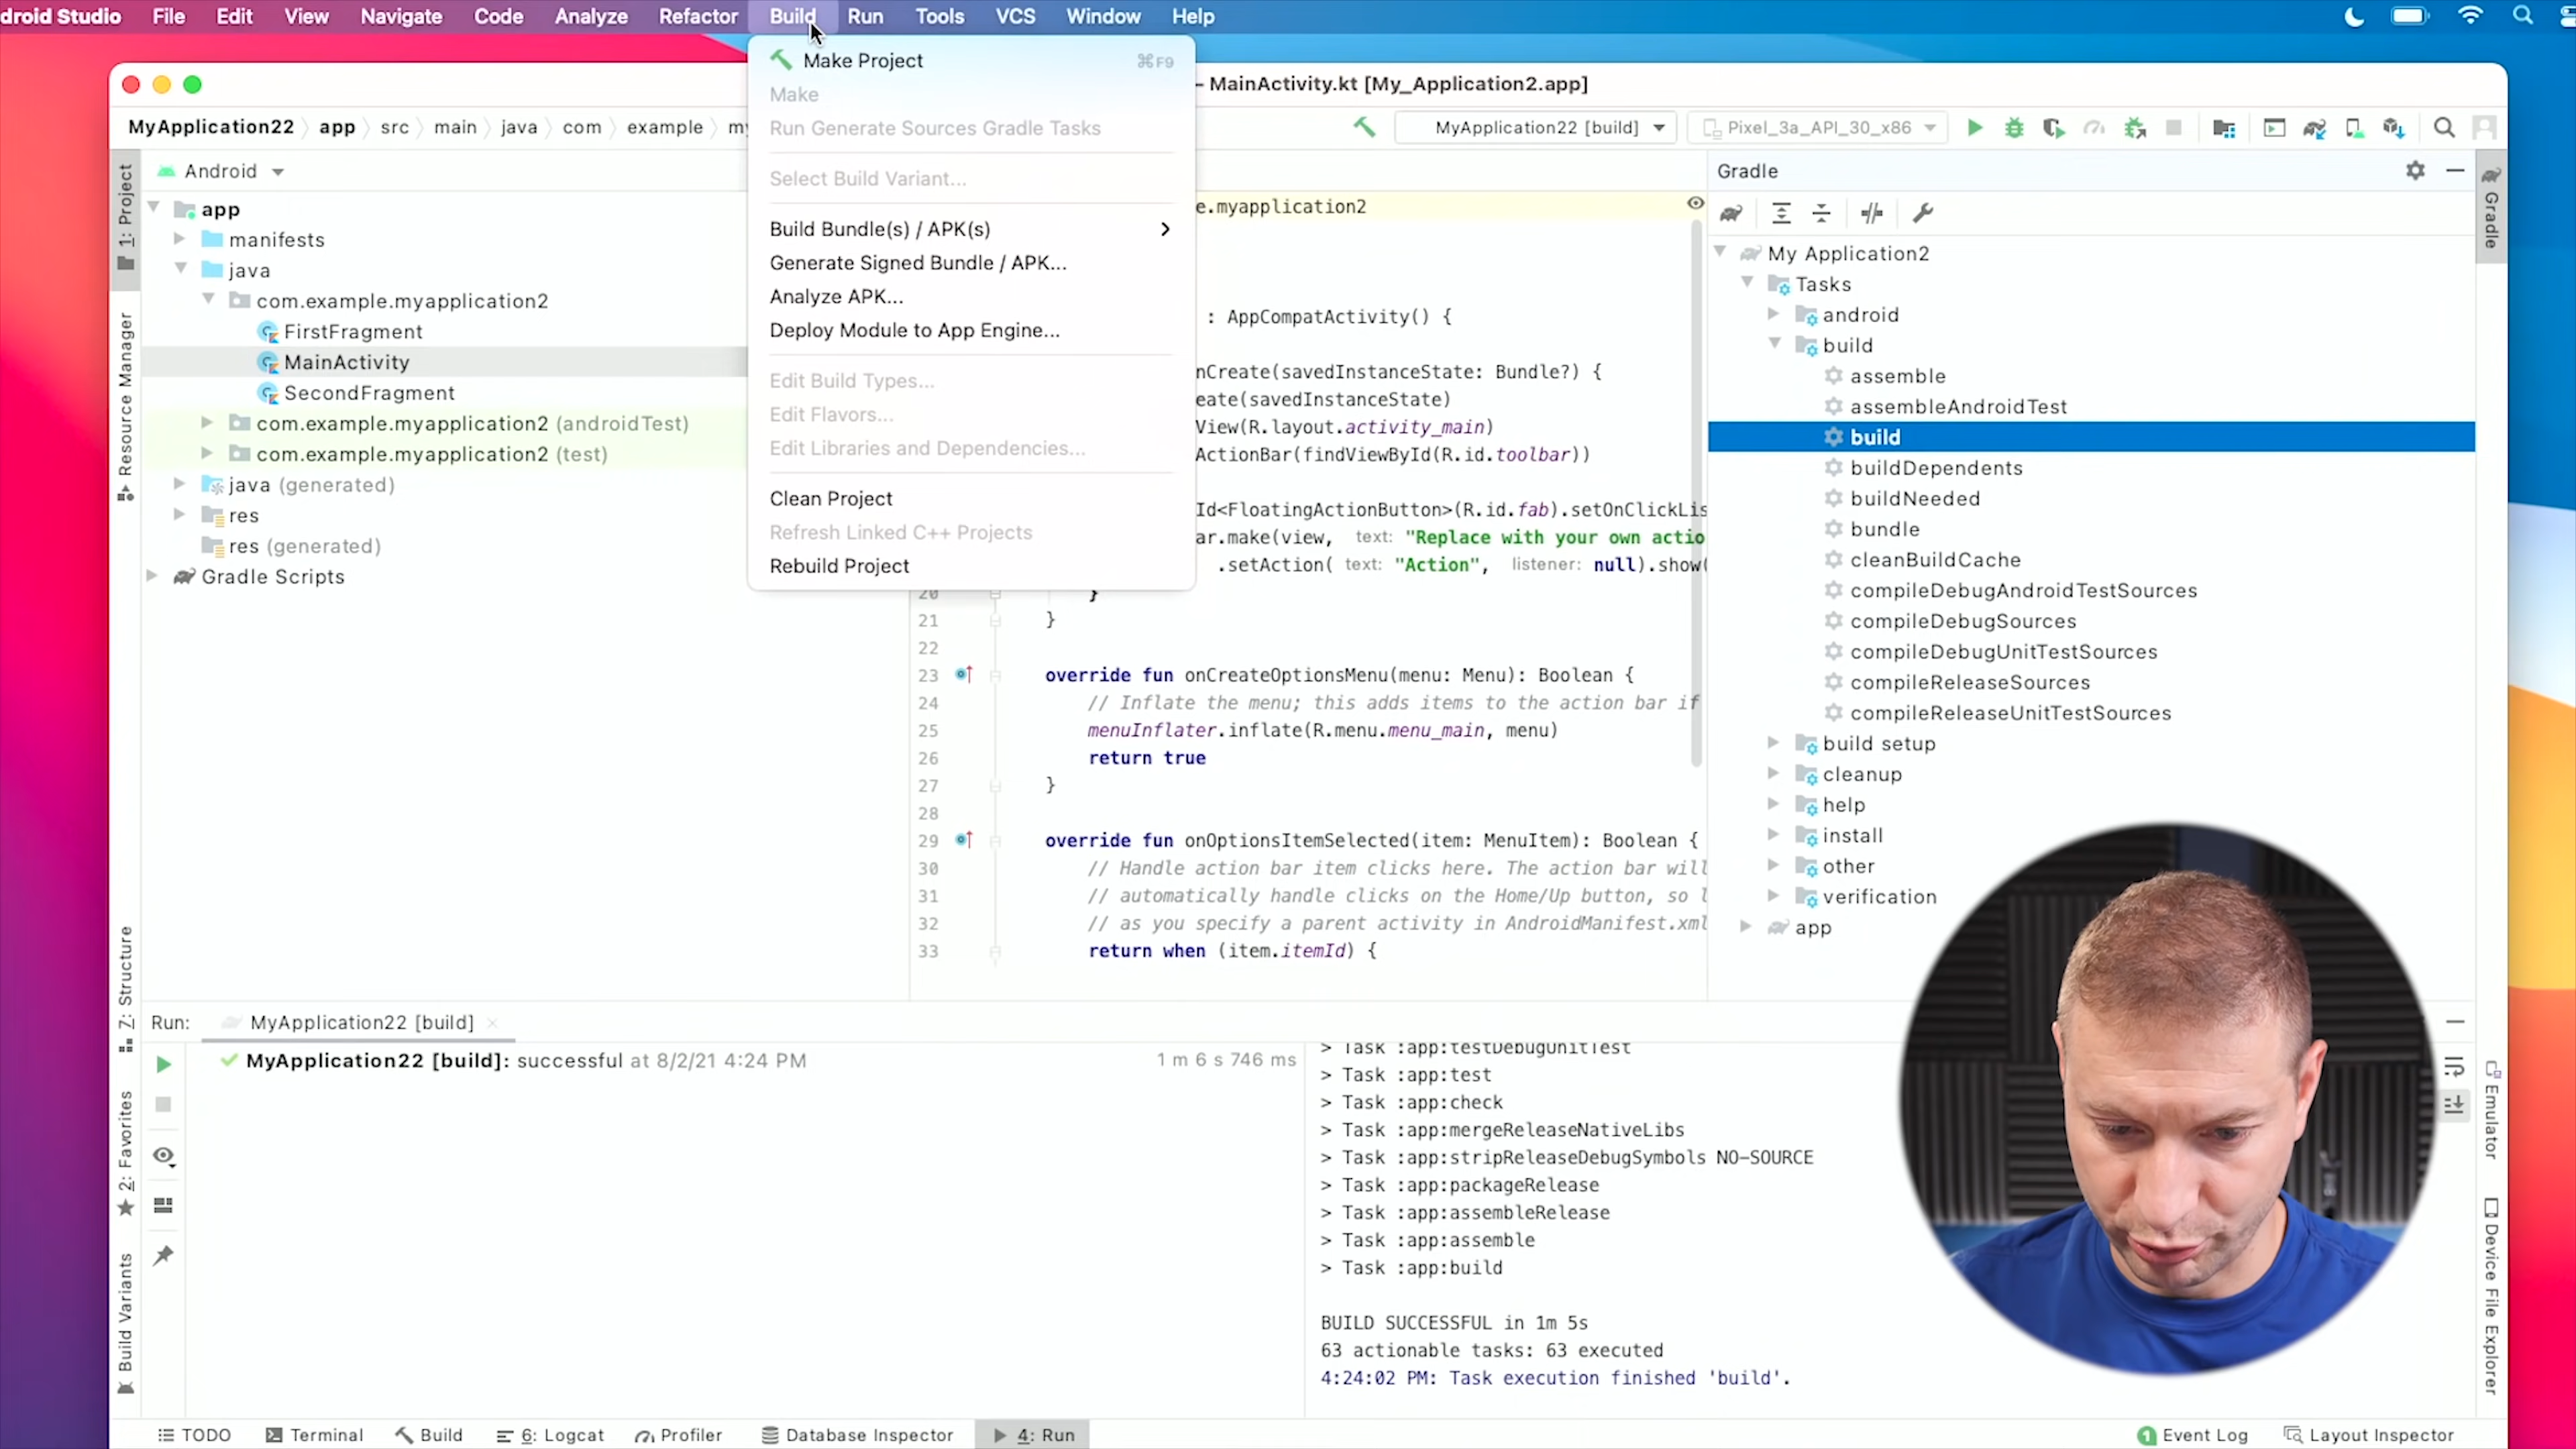 droid Studio File Edit View Navigate Code Analyze Refactor Build Run Tools VCS Window Help
Make Project ⌘F9
Make
Run Generate Sources Gradle Tasks
Select Build Variant...
Build Bundle(s) / APK(s)
Generate Signed Bundle / APK...
Analyze APK...
Deploy Module to App Engine...
Edit Build Types...
Edit Flavors...
Edit Libraries and Dependencies...
Clean Project
Refresh Linked C++ Projects
Rebuild Project
– MainActivity.kt [My_Application2.app]
MyApplication22 app src main java com example my
MyApplication22 [build] Pixel_3a_API_30_x86
1: Project
Resource Manager
7: Structure
2: Favorites
Build Variants
Android
app
manifests
java
com.example.myapplication2
FirstFragment
MainActivity
SecondFragment
com.example.myapplication2 (androidTest)
com.example.myapplication2 (test)
java (generated)
res
res (generated)
Gradle Scripts
e.myapplication2
: AppCompatActivity() {
nCreate(savedInstanceState: Bundle?) {
eate(savedInstanceState)
View(R.layout.activity_main)
ActionBar(findViewById(R.id.toolbar))
Id<FloatingActionButton>(R.id.fab).setOnClickLis
ar.make(view, text: "Replace with your own actio
.setAction( text: "Action", listener: null).show(
20 }
21 }
22
23 override fun onCreateOptionsMenu(menu: Menu): Boolean {
24 // Inflate the menu; this adds items to the action bar if
25 menuInflater.inflate(R.menu.menu_main, menu)
26 return true
27 }
28
29 override fun onOptionsItemSelected(item: MenuItem): Boolean {
30 // Handle action bar item clicks here. The action bar will
31 // automatically handle clicks on the Home/Up button, so l
32 // as you specify a parent activity in AndroidManifest.xml
33 return when (item.itemId) {
Gradle
My Application2
Tasks
android
build
assemble
assembleAndroidTest
build
buildDependents
buildNeeded
bundle
cleanBuildCache
compileDebugAndroidTestSources
compileDebugSources
compileDebugUnitTestSources
compileReleaseSources
compileReleaseUnitTestSources
build setup
cleanup
help
install
other
verification
app
Gradle
Emulator
Device File Explorer
Run: MyApplication22 [build]
MyApplication22 [build]: successful at 8/2/21 4:24 PM 1 m 6 s 746 ms
> Task :app:testDebugUnitTest
> Task :app:test
> Task :app:check
> Task :app:mergeReleaseNativeLibs
> Task :app:stripReleaseDebugSymbols NO-SOURCE
> Task :app:packageRelease
> Task :app:assembleRelease
> Task :app:assemble
> Task :app:build
BUILD SUCCESSFUL in 1m 5s
63 actionable tasks: 63 executed
4:24:02 PM: Task execution finished 'build'.
TODO Terminal Build 6: Logcat Profiler Database Inspector 4: Run 1 Event Log Layout Inspector